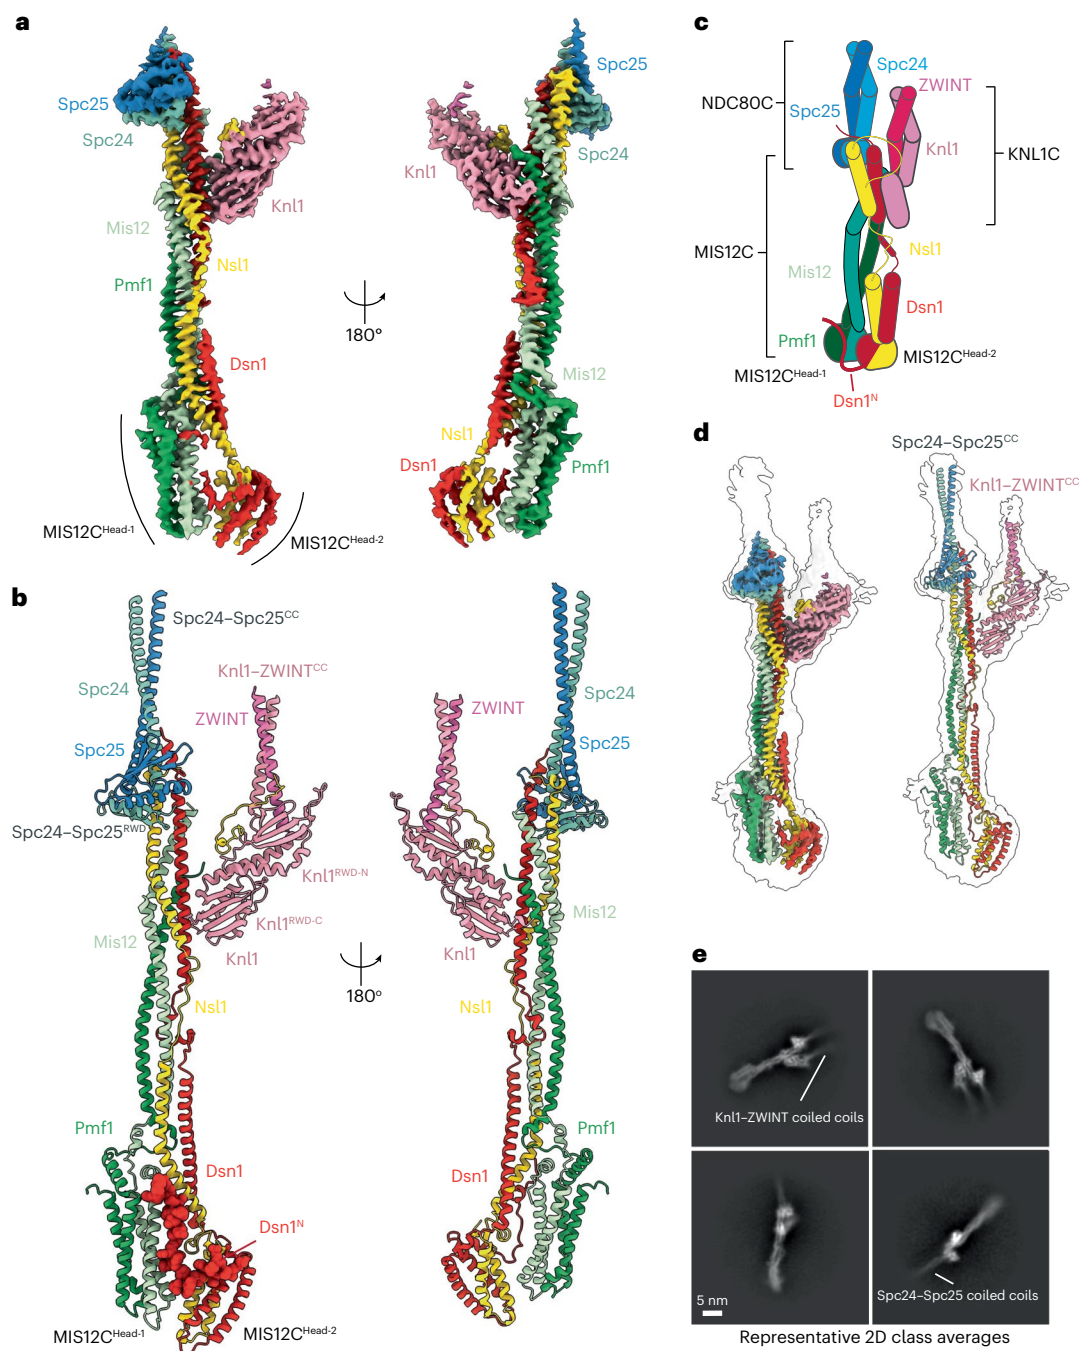 a
Spc25
Spc24
Knl1
Mis12
Nsl1
Pmf1
Dsn1
MIS12C^Head-1
MIS12C^Head-2
180°
Spc25
Spc24
Knl1
Mis12
Nsl1
Dsn1
Pmf1
b
Spc24–Spc25^CC
Spc24
Knl1–ZWINT^CC
ZWINT
Spc25
Spc24–Spc25^RWD
Knl1^RWD-N
Knl1^RWD-C
Mis12
Knl1
Nsl1
Pmf1
Dsn1
Dsn1^N
MIS12C^Head-1
MIS12C^Head-2
180°
Spc24
ZWINT
Spc25
Mis12
Knl1
Nsl1
Pmf1
Dsn1
c
Spc24
ZWINT
NDC80C
Spc25
Knl1
KNL1C
MIS12C
Nsl1
Mis12
Dsn1
Pmf1
MIS12C^Head-2
MIS12C^Head-1
Dsn1^N
d
Spc24–Spc25^CC
Knl1–ZWINT^CC
e
Knl1–ZWINT coiled coils
5 nm
Spc24–Spc25 coiled coils
Representative 2D class averages